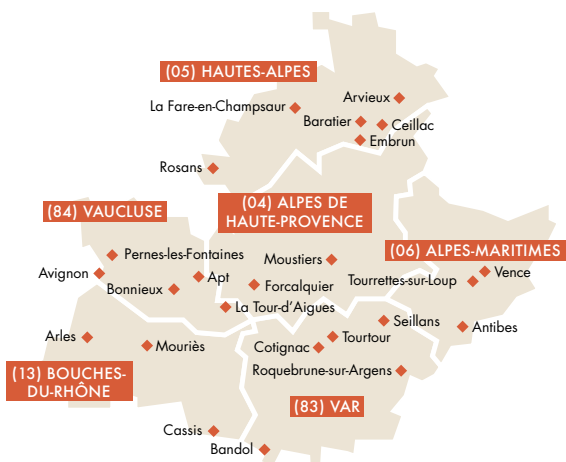 (05) HAUTES-ALPES
La Fare-en-Champsaur
Arvieux
Baratier
Ceillac
Embrun
Rosans
(04) ALPES DE
HAUTE-PROVENCE
(84) VAUCLUSE
(06) ALPES-MARITIMES
Pernes-les-Fontaines
Moustiers
Avignon
Apt
Vence
Bonnieux
Forcalquier
Tourrettes-sur-Loup
La Tour-d’Aigues
Seillans
Antibes
Arles
Mouriès
Cotignac
Tourtour
(13) BOUCHES-
DU-RHÔNE
Roquebrune-sur-Argens
(83) VAR
Cassis
Bandol